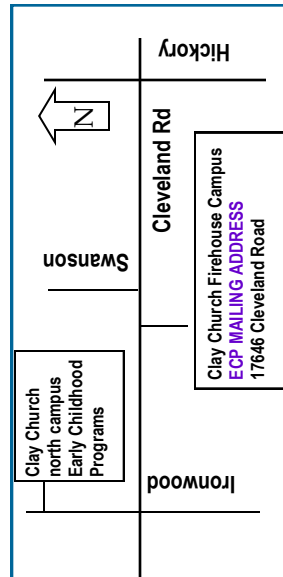 Hickory
N
Cleveland Rd
Swanson
Clay Church Firehouse Campus
ECP MAILING ADDRESS
17646 Cleveland Road
Clay Church
north campus
Early Childhood
Programs
Ironwood